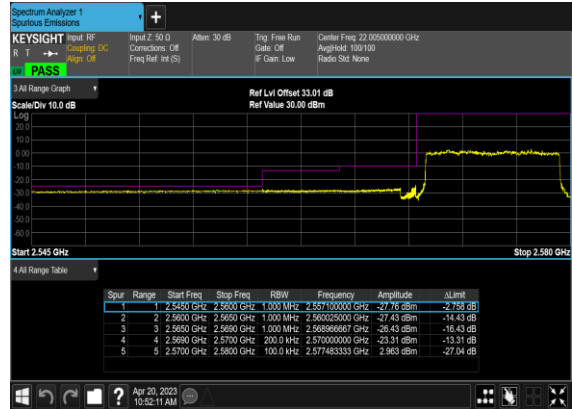 Spectrum Analyzer 1
Spurious Emissions
KEYSIGHT Input: RF Input Z: 50 Ω Atten: 30 dB Trig: Free Run Center Freq: 22.005000000 GHz
R T Coupling: DC Corrections: Off Gate: Off Avg|Hold: 100/100
Align: Off Freq Ref: Int (S) IF Gain: Low Radio Std: None
PASS
3 All Range Graph
Ref Lvl Offset 33.01 dB
Scale/Div 10.0 dB Ref Value 30.00 dBm
Log
20.0
10.0
0.00
-10.0
-20.0
-30.0
-40.0
-50.0
-60.0
Start 2.545 GHz Stop 2.580 GHz
4 All Range Table
Spur Range Start Freq Stop Freq RBW Frequency Amplitude ΔLimit
1 1 2.5450 GHz 2.5600 GHz 1.000 MHz 2.557100000 GHz -27.76 dBm -2.758 dB
2 2 2.5600 GHz 2.5650 GHz 1.000 MHz 2.560025000 GHz -27.43 dBm -14.43 dB
3 3 2.5650 GHz 2.5690 GHz 1.000 MHz 2.568966667 GHz -26.43 dBm -16.43 dB
4 4 2.5690 GHz 2.5700 GHz 200.0 kHz 2.570000000 GHz -23.31 dBm -13.31 dB
5 5 2.5700 GHz 2.5800 GHz 100.0 kHz 2.577483333 GHz 2.963 dBm -27.04 dB
Apr 20, 2023
10:52:11 AM